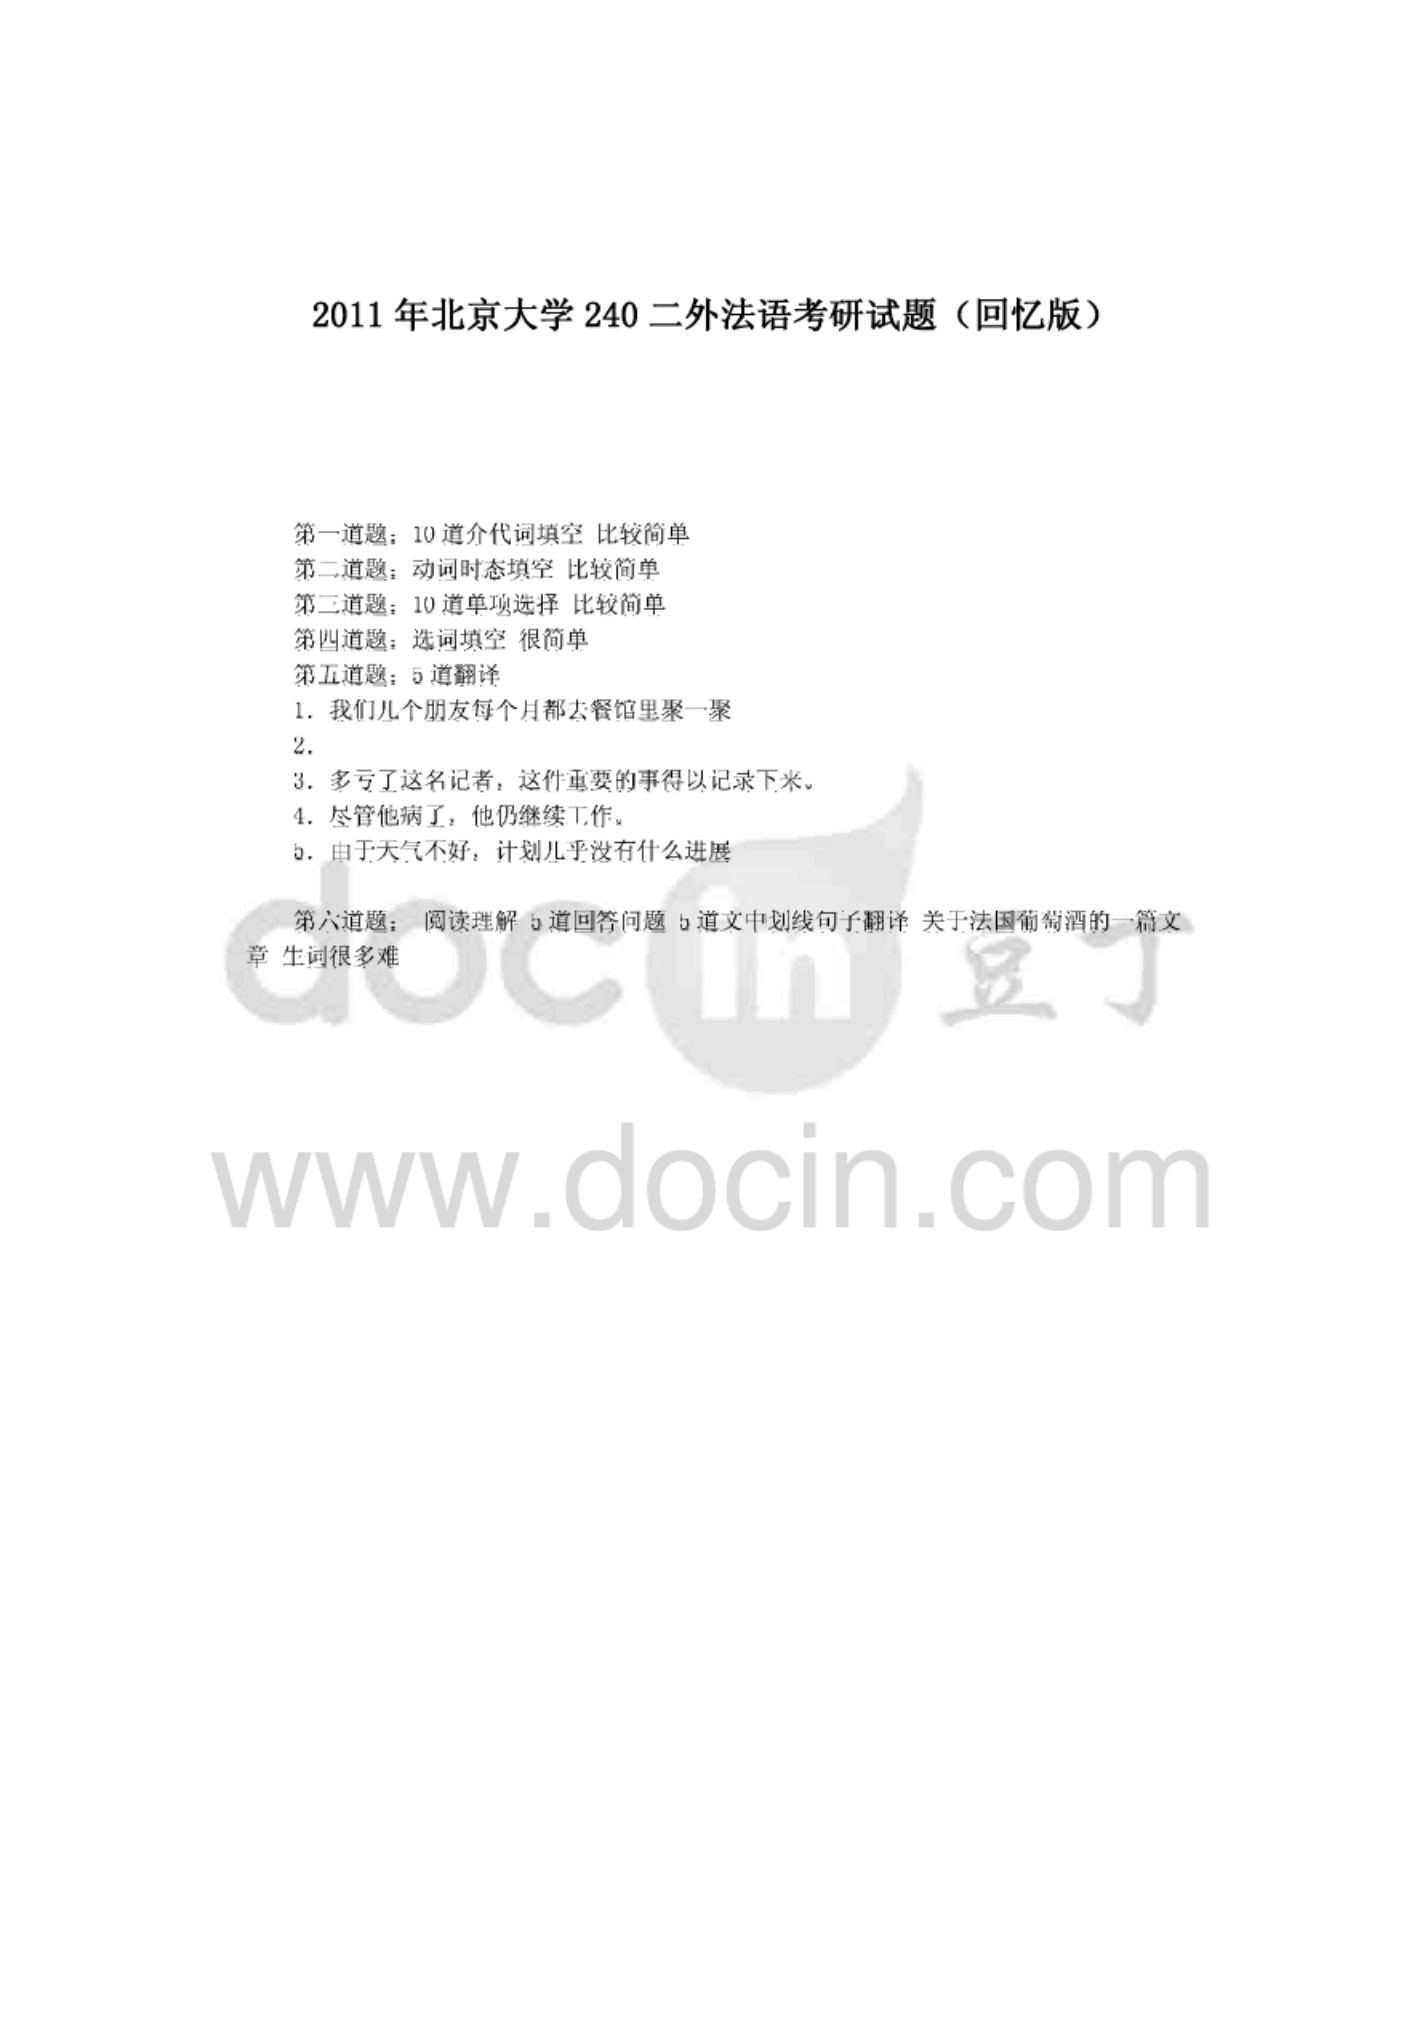 2011年北京大学240二外法语考研试题（回忆版）
第一道题：10道介代词填空 比较简单
第二道题：动词时态填空 比较简单
第三道题：10道单项选择 比较简单
第四道题：选词填空 很简单
第五道题：5道翻译
1. 我们几个朋友每个月都去餐馆里聚一聚
2.
3. 多亏了这名记者，这件重要的事得以记录下来。
4. 尽管他病了，他仍继续工作。
5. 由于天气不好，计划几乎没有什么进展
第六道题： 阅读理解 5道回答问题 5道文中划线句子翻译 关于法国葡萄酒的一篇文
章 生词很多难
docin 豆丁
www.docin.com